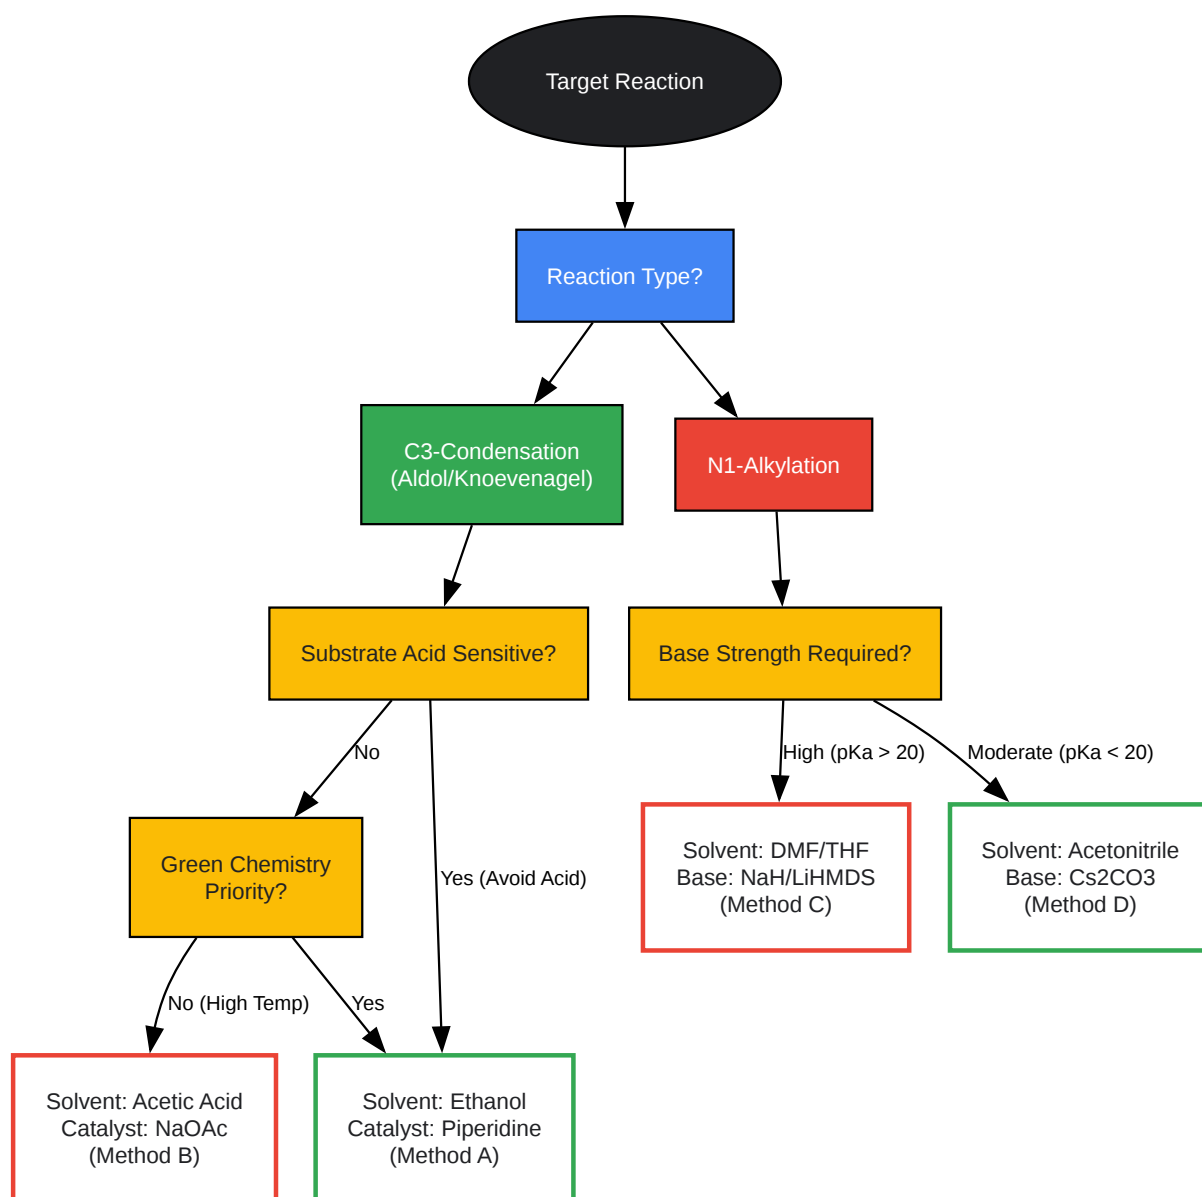 Target Reaction
Reaction Type?
C3-Condensation
(Aldol/Knoevenagel)
N1-Alkylation
Substrate Acid Sensitive?
Base Strength Required?
No
High (pKa > 20)
Moderate (pKa < 20)
Green Chemistry
Priority?
Yes (Avoid Acid)
Solvent: DMF/THF
Base: NaH/LiHMDS
(Method C)
Solvent: Acetonitrile
Base: Cs2CO3
(Method D)
No (High Temp)
Yes
Solvent: Acetic Acid
Catalyst: NaOAc
(Method B)
Solvent: Ethanol
Catalyst: Piperidine
(Method A)